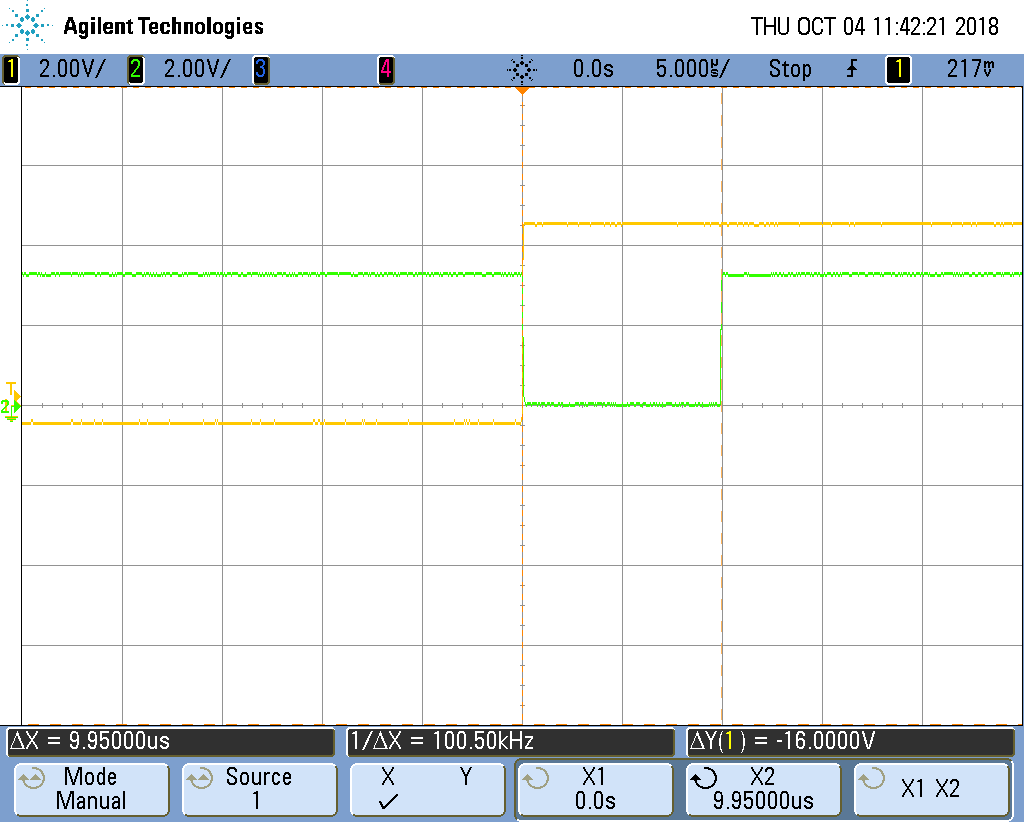 Agilent Technologies THU OCT 04 11:42:21 2018
1 2.00V/ 2 2.00V/ 3 4 0.0s 5.000µs/ Stop 1 217mV
T
2
ΔX = 9.95000us 1/ΔX = 100.50kHz ΔY(1) = -16.0000V
Mode Source X Y X1 X2 X1 X2
Manual 1 0.0s 9.95000us